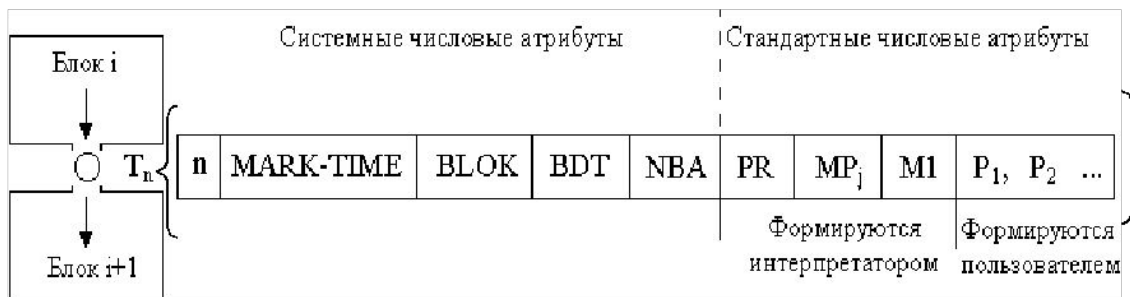 Системные числовые атрибуты
Стандартные числовые атрибуты
Блок i
Tn
n MARK-TIME BLOK BDT NBA PR MPj M1 P1, P2 ...
Блок i+1
Формируются
интерпретатором
Формируются
пользователем